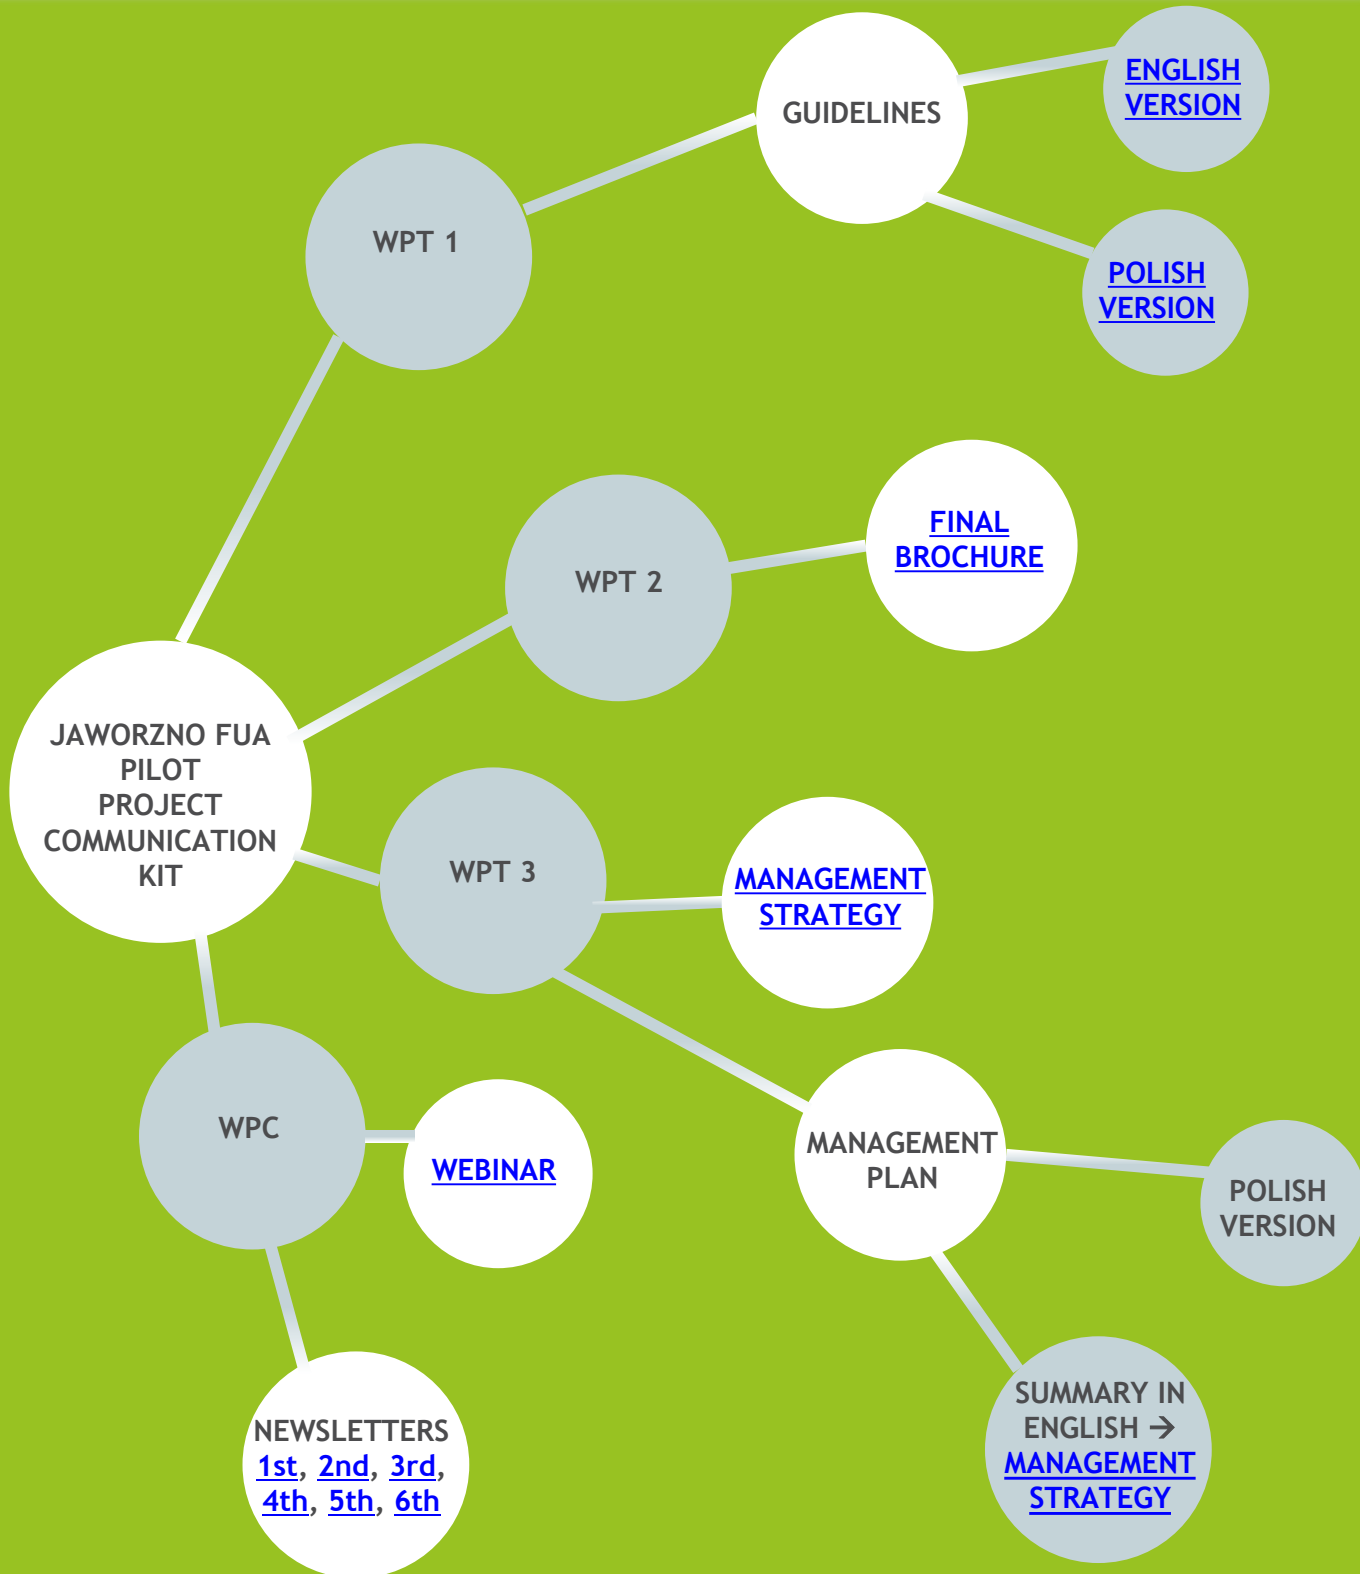 GUIDELINES
ENGLISH
VERSION
POLISH
VERSION
WPT 1
FINAL
BROCHURE
WPT 2
JAWORZNO FUA
PILOT
PROJECT
COMMUNICATION
KIT
WPT 3
MANAGEMENT
STRATEGY
WPC
WEBINAR
MANAGEMENT
PLAN
POLISH
VERSION
SUMMARY IN
ENGLISH →
MANAGEMENT
STRATEGY
NEWSLETTERS
1st, 2nd, 3rd,
4th, 5th, 6th